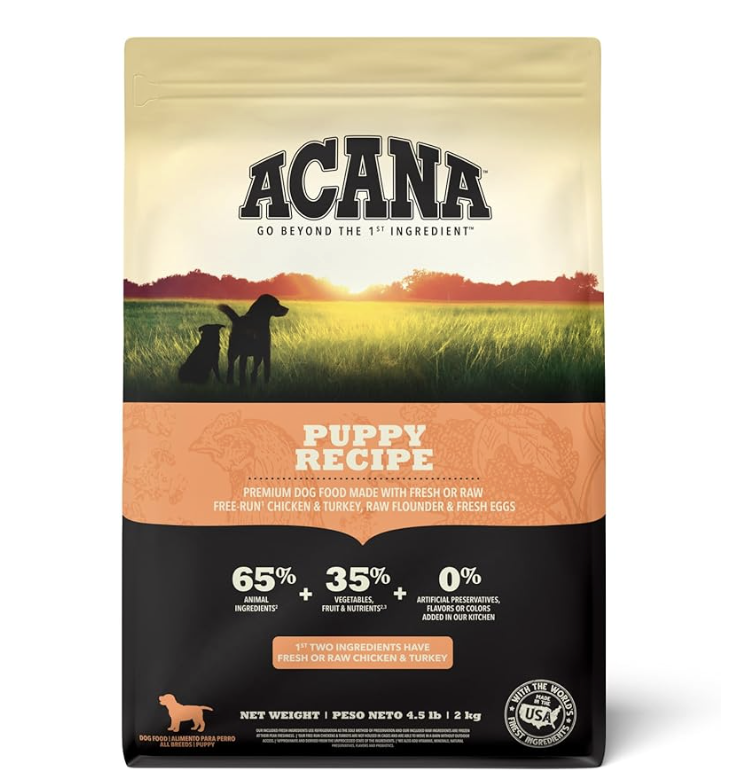 ACANA™
GO BEYOND THE 1ST INGREDIENT™
PUPPY
RECIPE
PREMIUM DOG FOOD MADE WITH FRESH OR RAW
FREE-RUN† CHICKEN & TURKEY, RAW FLOUNDER & FRESH EGGS
65% + 35% + 0%
ANIMAL
INGREDIENTS²
VEGETABLES,
FRUIT & NUTRIENTS²,³
ARTIFICIAL PRESERVATIVES,
FLAVORS OR COLORS
ADDED IN OUR KITCHEN
1ST TWO INGREDIENTS HAVE
FRESH OR RAW CHICKEN & TURKEY
NET WEIGHT | PESO NETO 4.5 lb | 2 kg
DOG FOOD | ALIMENTO PARA PERRO
ALL BREEDS | PUPPY
MADE
IN THE
USA
WITH THE WORLD'S
FINEST INGREDIENTS